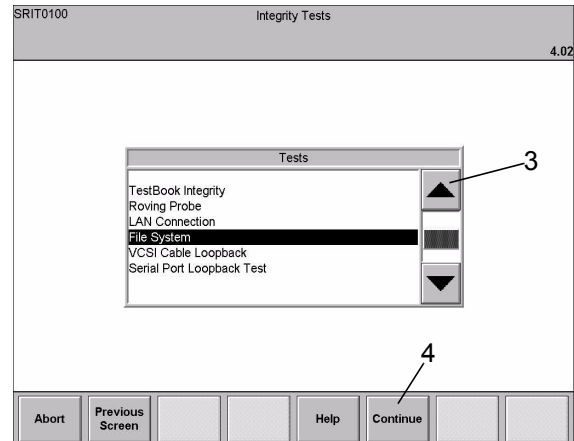 SRIT0100
Integrity Tests
4.02
Tests
3
TestBook Integrity
Roving Probe
LAN Connection
File System
VCSI Cable Loopback
Serial Port Loopback Test
4
Abort
Previous
Screen
Help
Continue